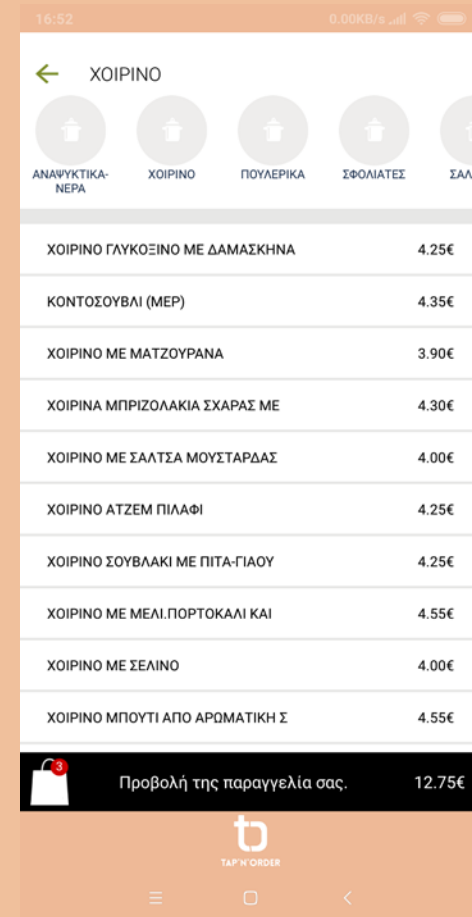 16:52 0.00KB/s
ΧΟΙΡΙΝΟ
ΑΝΑΨΥΚΤΙΚΑ-
ΝΕΡΑ
ΧΟΙΡΙΝΟ
ΠΟΥΛΕΡΙΚΑ
ΣΦΟΛΙΑΤΕΣ
ΣΑΛ
ΧΟΙΡΙΝΟ ΓΛΥΚΟΞΙΝΟ ΜΕ ΔΑΜΑΣΚΗΝΑ 4.25€
ΚΟΝΤΟΣΟΥΒΛΙ (ΜΕΡ) 4.35€
ΧΟΙΡΙΝΟ ΜΕ ΜΑΤΖΟΥΡΑΝΑ 3.90€
ΧΟΙΡΙΝΑ ΜΠΡΙΖΟΛΑΚΙΑ ΣΧΑΡΑΣ ΜΕ 4.30€
ΧΟΙΡΙΝΟ ΜΕ ΣΑΛΤΣΑ ΜΟΥΣΤΑΡΔΑΣ 4.00€
ΧΟΙΡΙΝΟ ΑΤΖΕΜ ΠΙΛΑΦΙ 4.25€
ΧΟΙΡΙΝΟ ΣΟΥΒΛΑΚΙ ΜΕ ΠΙΤΑ-ΓΙΑΟΥ 4.25€
ΧΟΙΡΙΝΟ ΜΕ ΜΕΛΙ.ΠΟΡΤΟΚΑΛΙ ΚΑΙ 4.55€
ΧΟΙΡΙΝΟ ΜΕ ΣΕΛΙΝΟ 4.00€
ΧΟΙΡΙΝΟ ΜΠΟΥΤΙ ΑΠΟ ΑΡΩΜΑΤΙΚΗ Σ 4.55€
3 Προβολή της παραγγελία σας. 12.75€
TAP'N'ORDER